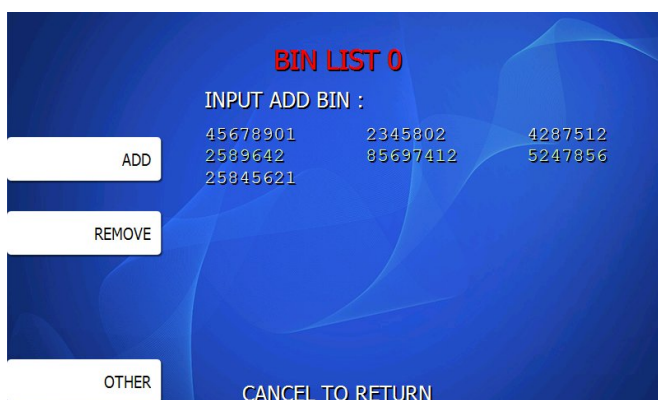 BIN LIST 0
INPUT ADD BIN :
45678901 2345802 4287512
ADD
2589642 85697412 5247856
25845621
REMOVE
OTHER
CANCEL TO RETURN